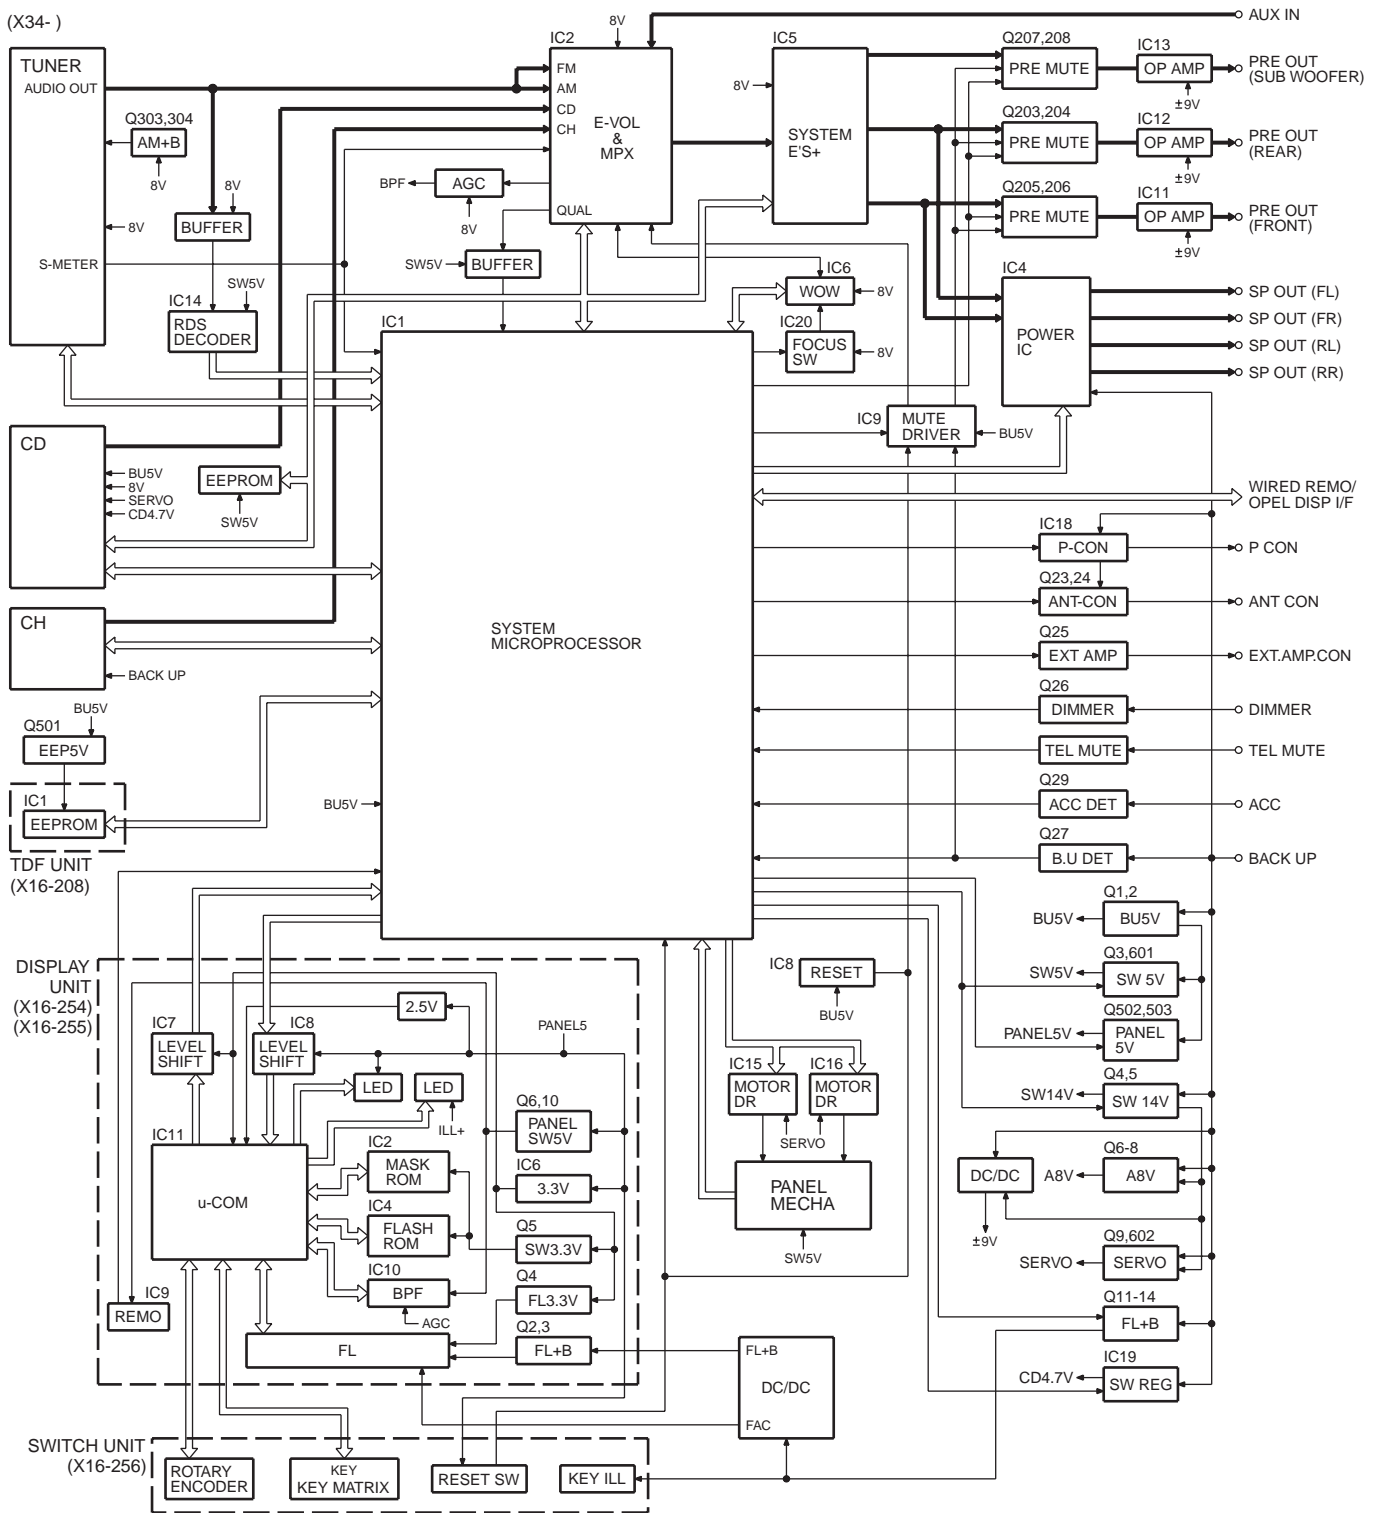 (X34- )
TUNER
AUDIO OUT
Q303,304
AM+B
8V
8V
BUFFER
8V
S-METER
SW5V
IC14
RDS
DECODER
8V
IC2
FM
AM
CD
CH
E-VOL
&
MPX
QUAL
BPF
AGC
8V
SW5V
BUFFER
IC5
8V
SYSTEM
E'S+
AUX IN
Q207,208
PRE MUTE
IC13
OP AMP
±9V
PRE OUT
(SUB WOOFER)
Q203,204
PRE MUTE
IC12
OP AMP
±9V
PRE OUT
(REAR)
Q205,206
PRE MUTE
IC11
OP AMP
±9V
PRE OUT
(FRONT)
IC6
WOW
8V
IC20
FOCUS
SW
8V
IC4
POWER
IC
SP OUT (FL)
SP OUT (FR)
SP OUT (RL)
SP OUT (RR)
IC9
MUTE
DRIVER
BU5V
CD
BU5V
8V
SERVO
CD4.7V
EEPROM
SW5V
CH
BACK UP
BU5V
Q501
EEP5V
IC1
EEPROM
TDF UNIT
(X16-208)
IC1
SYSTEM
MICROPROCESSOR
BU5V
WIRED REMO/
OPEL DISP I/F
IC18
P-CON
P CON
Q23,24
ANT-CON
ANT CON
Q25
EXT AMP
EXT.AMP.CON
Q26
DIMMER
DIMMER
TEL MUTE
TEL MUTE
Q29
ACC DET
ACC
Q27
B.U DET
BACK UP
Q1,2
BU5V
BU5V
Q3,601
SW5V
SW 5V
Q502,503
PANEL5V
PANEL
5V
Q4,5
SW14V
SW 14V
Q6-8
DC/DC
±9V
A8V
A8V
Q9,602
SERVO
SERVO
Q11-14
FL+B
IC19
CD4.7V
SW REG
IC8
RESET
BU5V
IC15
MOTOR
DR
IC16
MOTOR
DR
SERVO
PANEL
MECHA
SW5V
DISPLAY
UNIT
(X16-254)
(X16-255)
IC7
LEVEL
SHIFT
IC8
LEVEL
SHIFT
2.5V
PANEL5
LED
LED
ILL+
Q6,10
PANEL
SW5V
IC11
u-COM
IC2
MASK
ROM
IC6
3.3V
IC4
FLASH
ROM
Q5
SW3.3V
IC10
BPF
AGC
Q4
FL3.3V
IC9
REMO
FL
Q2,3
FL+B
FL+B
DC/DC
FAC
SWITCH UNIT
(X16-256)
ROTARY
ENCODER
KEY
KEY MATRIX
RESET SW
KEY ILL